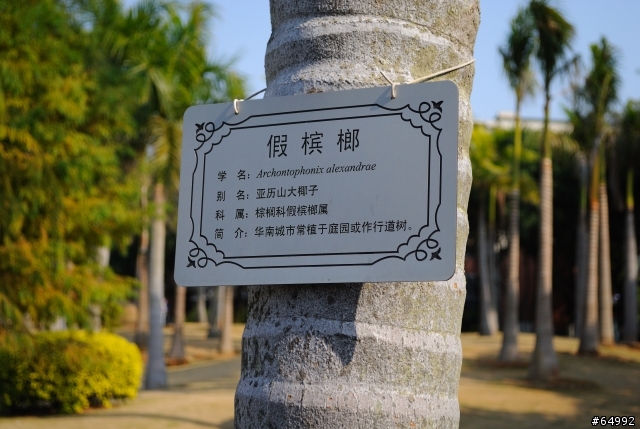 假槟榔
学 名：Archontophonix alexandrae
别 名：亚历山大椰子
科 属：棕榈科假槟榔属
简 介：华南城市常植于庭园或作行道树。
#64992